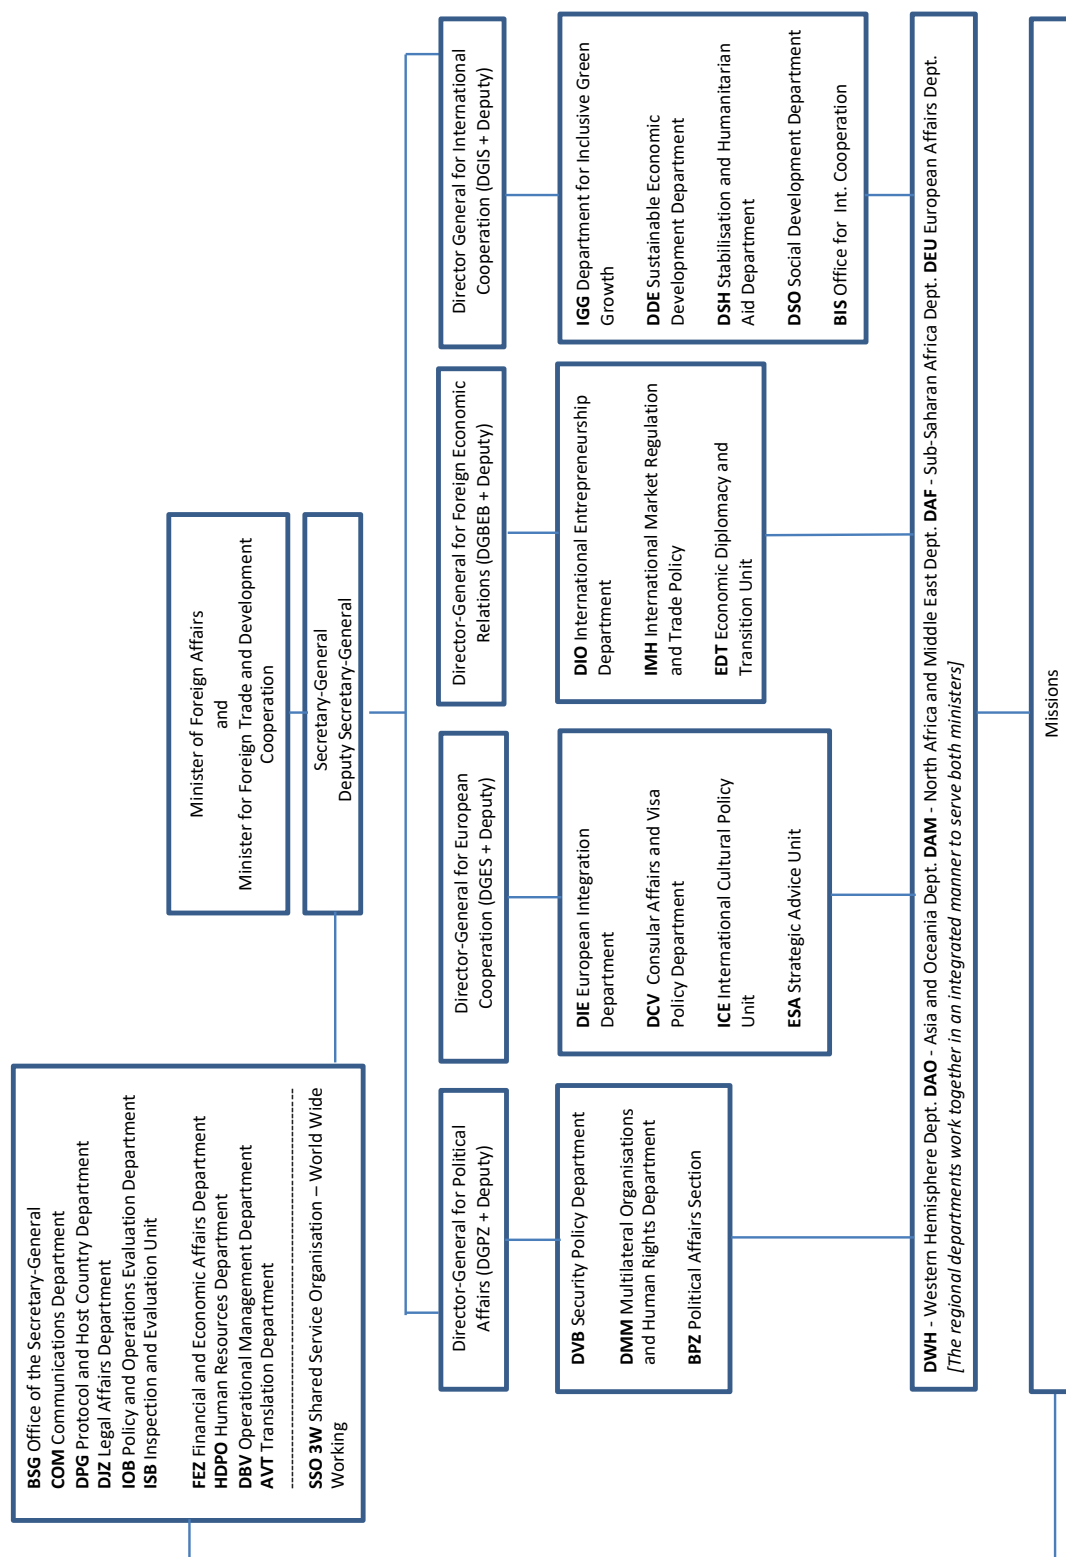 BSG Office of the Secretary-General
COM Communications Department
DPG Protocol and Host Country Department
DJZ Legal Affairs Department
IOB Policy and Operations Evaluation Department
ISB Inspection and Evaluation Unit
FEZ Financial and Economic Affairs Department
HDPO Human Resources Department
DBV Operational Management Department
AVT Translation Department
--------------------------------------------------------
SSO 3W Shared Service Organisation – World Wide
Working
Minister of Foreign Affairs
and
Minister for Foreign Trade and Development
Cooperation
Secretary-General
Deputy Secretary-General
Director-General for Political
Affairs (DGPZ + Deputy)
Director-General for European
Cooperation (DGES + Deputy)
Director-General for Foreign Economic
Relations (DGBEB + Deputy)
Director General for International
Cooperation (DGIS + Deputy)
DVB Security Policy Department
DMM Multilateral Organisations
and Human Rights Department
BPZ Political Affairs Section
DIE European Integration
Department
DCV Consular Affairs and Visa
Policy Department
ICE International Cultural Policy
Unit
ESA Strategic Advice Unit
DIO International Entrepreneurship
Department
IMH International Market Regulation
and Trade Policy
EDT Economic Diplomacy and
Transition Unit
IGG Department for Inclusive Green
Growth
DDE Sustainable Economic
Development Department
DSH Stabilisation and Humanitarian
Aid Department
DSO Social Development Department
BIS Office for Int. Cooperation
DWH - Western Hemisphere Dept. DAO - Asia and Oceania Dept. DAM - North Africa and Middle East Dept. DAF - Sub-Saharan Africa Dept. DEU European Affairs Dept.
[The regional departments work together in an integrated manner to serve both ministers]
Missions